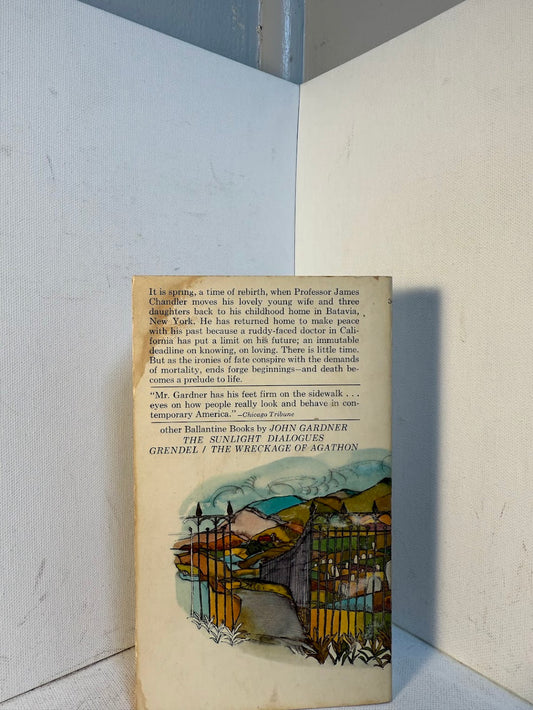 It is spring, a time of rebirth, when Professor James
Chandler moves his lovely young wife and three
daughters back to his childhood home in Batavia,
New York. He has returned home to make peace
with his past because a ruddy-faced doctor in Cali-
fornia has put a limit on his future; an immutable
deadline on knowing, on loving. There is little time.
But as the ironies of fate conspire with the demands
of mortality, ends forge beginnings—and death be-
comes a prelude to life.
"Mr. Gardner has his feet firm on the sidewalk . . .
eyes on how people really look and behave in con-
temporary America." —Chicago Tribune
other Ballantine Books by JOHN GARDNER
THE SUNLIGHT DIALOGUES
GRENDEL / THE WRECKAGE OF AGATHON